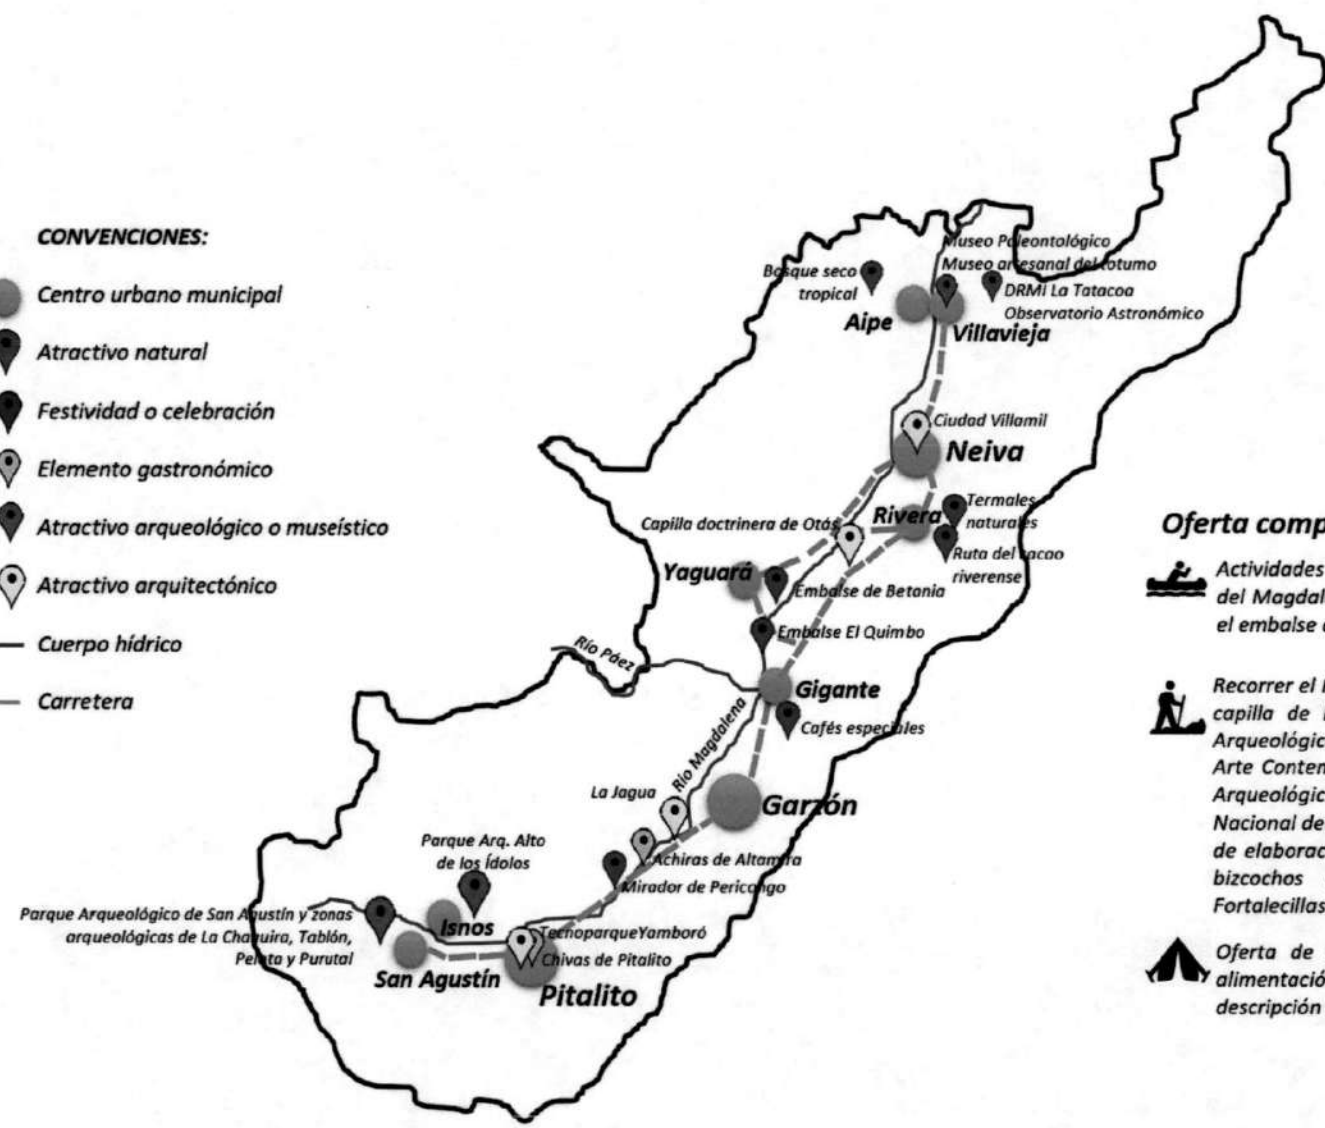 CONVENCIONES:
Centro urbano municipal
Atractivo natural
Festividad o celebración
Elemento gastronómico
Atractivo arqueológico o museístico
Atractivo arquitectónico
Cuerpo hídrico
Carretera
Museo Paleontológico
Museo artesanal del totumo
Bosque seco
tropical
DRMI La Tatacoa
Observatorio Astronómico
Aipe
Villavieja
Ciudad Villamil
Neiva
Termales
naturales
Rivera
Capilla doctrinera de Otás
Ruta del cacao
riverense
Yaguará
Embalse de Betania
Embalse El Quimbo
Río Páez
Gigante
Cafés especiales
Río Magdalena
La Jagua
Garzón
Parque Arq. Alto
de los Ídolos
Achiras de Altamira
Mirador de Pericongo
Parque Arqueológico de San Agustín y zonas
arqueológicas de La Chaquira, Tablón,
Pelota y Purutal
Isnos
TecnoparqueYamboró
Chivas de Pitalito
San Agustín
Pitalito
Oferta comp
Actividades
del Magdal
el embalse
Recorrer el
capilla de
Arqueológic
Arte Conten
Arqueológic
Nacional de
de elaborac
bizcochos
Fortalecillas
Oferta de
alimentació
descripción